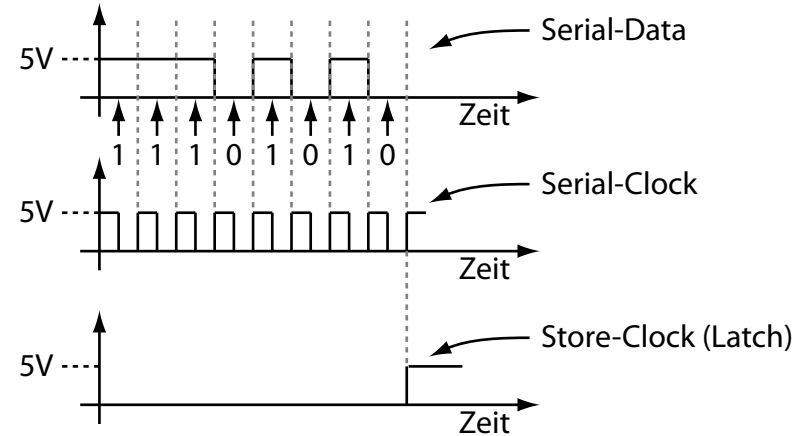 Serial-Data
5V
Zeit
1 1 1 0 1 0 1 0
Serial-Clock
5V
Zeit
Store-Clock (Latch)
5V
Zeit